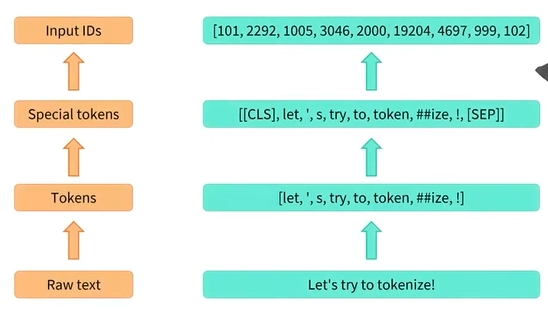 Input IDs
[101, 2292, 1005, 3046, 2000, 19204, 4697, 999, 102]
Special tokens
[[CLS], let, ', s, try, to, token, ##ize, !, [SEP]]
Tokens
[let, ', s, try, to, token, ##ize, !]
Raw text
Let's try to tokenize!